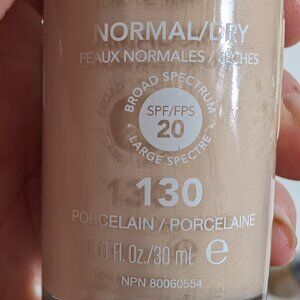 NORMAL/DRY
PEAUX NORMALES / SÈCHES
BROAD SPECTRUM
SPF/FPS
20
LARGE SPECTRE
130
PORCELAIN / PORCELAINE
Fl. Oz./30 ml e
NPN 80060554